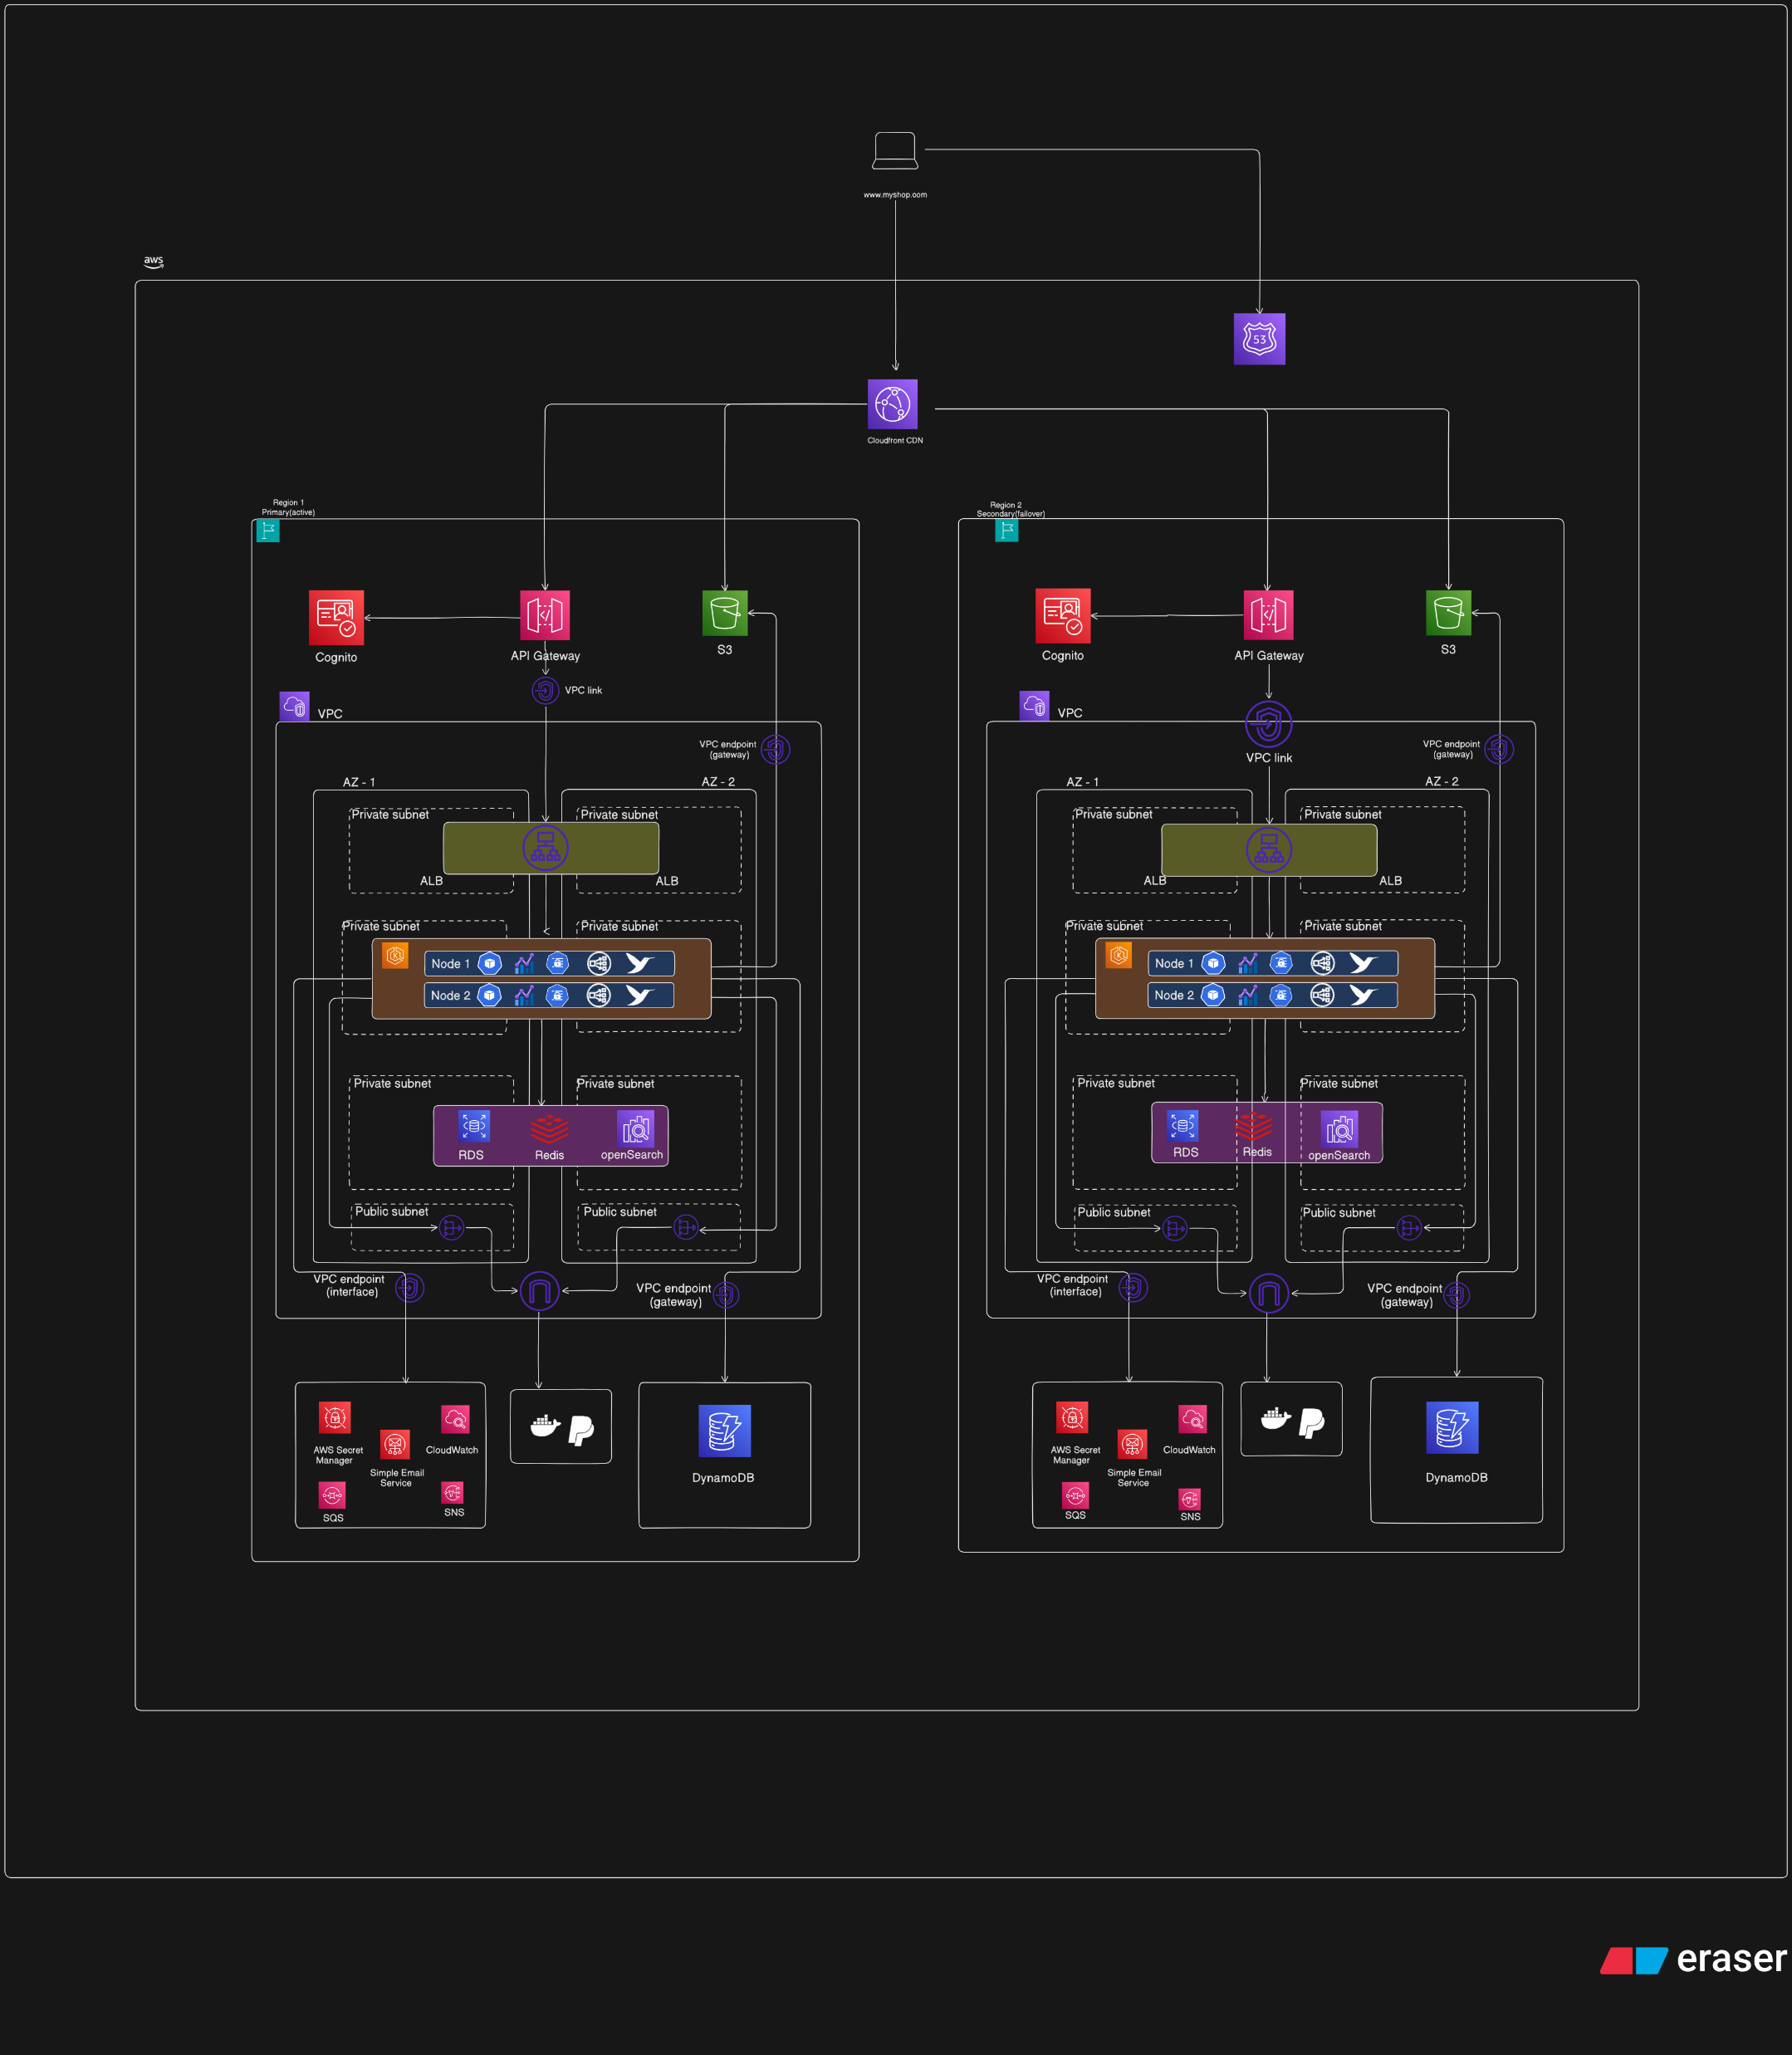 www.myshop.com
aws
53
Cloudfront CDN
Region 1
Primary(active)
Region 2
Secondary(failover)
Cognito
API Gateway
S3
VPC link
VPC
VPC endpoint
(gateway)
AZ - 1
AZ - 2
Private subnet
Private subnet
ALB
ALB
Private subnet
Private subnet
Node 1
Node 2
Private subnet
Private subnet
RDS
Redis
openSearch
Public subnet
Public subnet
VPC endpoint
(interface)
VPC endpoint
(gateway)
AWS Secret
Manager
CloudWatch
Simple Email
Service
SQS
SNS
DynamoDB
Cognito
API Gateway
S3
VPC
VPC link
VPC endpoint
(gateway)
AZ - 1
AZ - 2
Private subnet
Private subnet
ALB
ALB
Private subnet
Private subnet
Node 1
Node 2
Private subnet
Private subnet
RDS
Redis
openSearch
Public subnet
Public subnet
VPC endpoint
(interface)
VPC endpoint
(gateway)
AWS Secret
Manager
CloudWatch
Simple Email
Service
SQS
SNS
DynamoDB
eraser